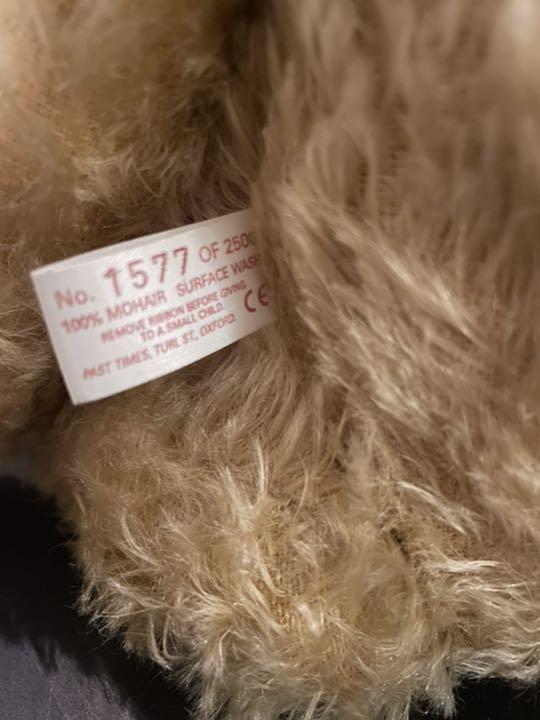 No. 1577 OF 2500
100% MOHAIR SURFACE WASH
REMOVE RIBBON BEFORE GIVING
TO A SMALL CHILD. CE
PAST TIMES, TURL ST., OXFORD.